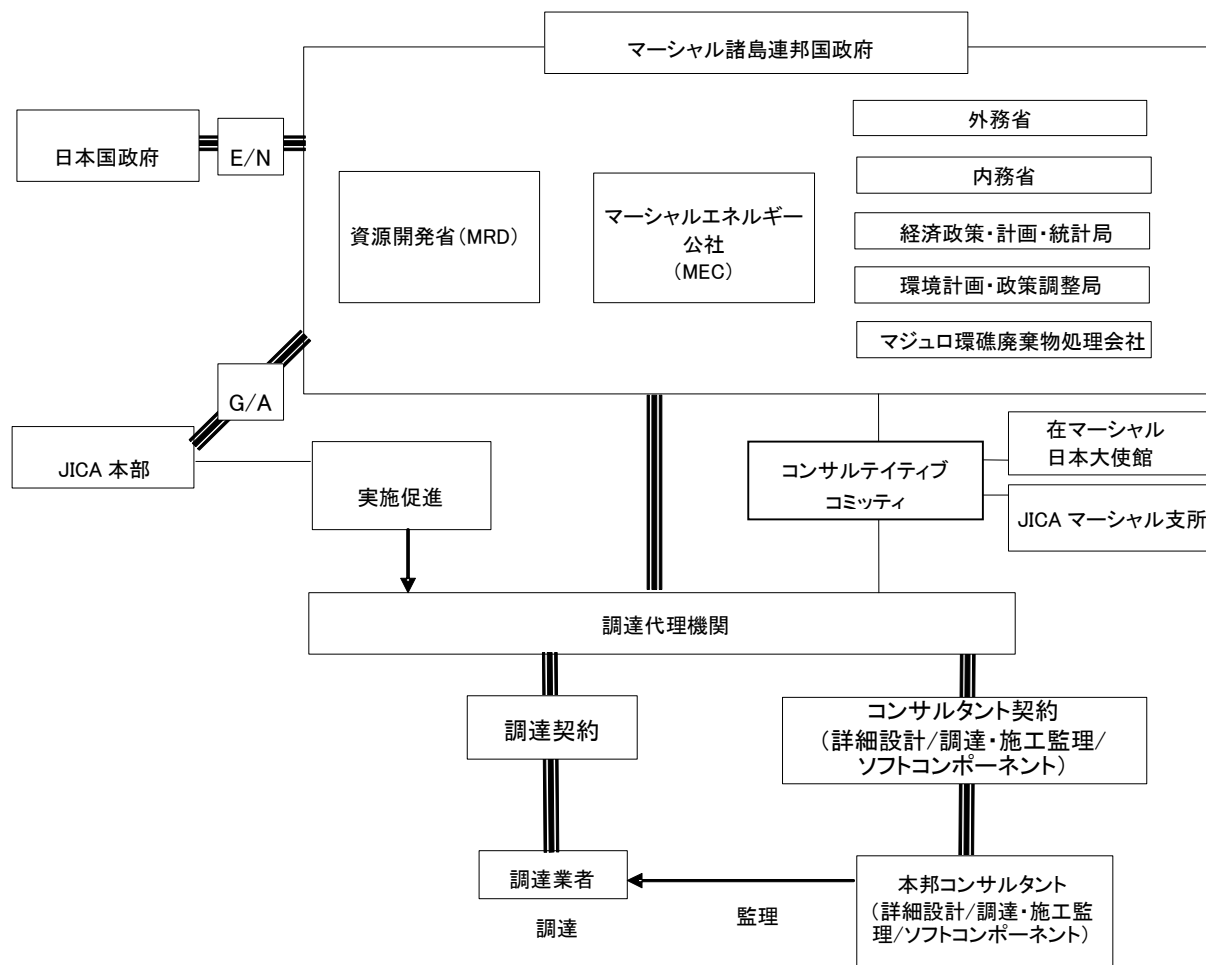 マーシャル諸島連邦国政府
日本国政府
E/N
資源開発省(MRD)
マーシャルエネルギー
公社
(MEC)
外務省
内務省
経済政策・計画・統計局
環境計画・政策調整局
マジュロ環礁廃棄物処理会社
G/A
JICA 本部
実施促進
コンサルテイティブ
コミッティ
在マーシャル
日本大使館
JICA マーシャル支所
調達代理機関
調達契約
コンサルタント契約
(詳細設計/調達・施工監理/
ソフトコンポーネント)
調達業者
調達
監理
本邦コンサルタント
(詳細設計/調達・施工監
理/ソフトコンポーネント)